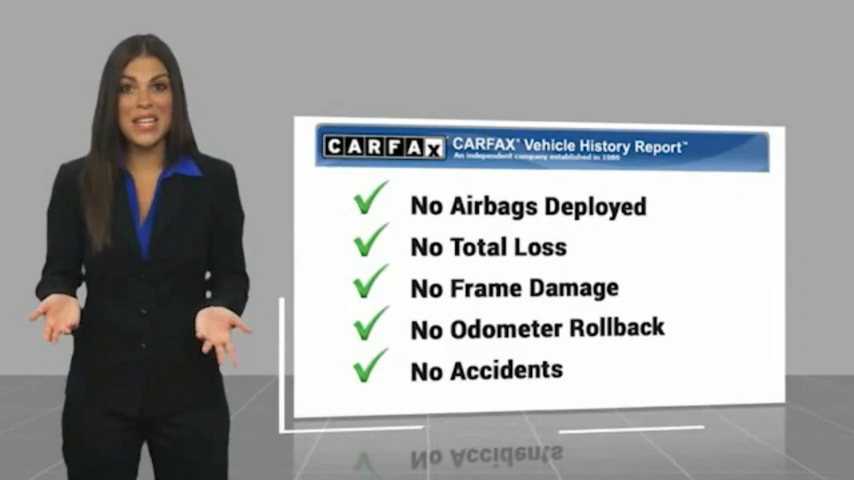 CARFAX CARFAX® Vehicle History Report™
An independent company established in 1986
No Airbags Deployed
No Total Loss
No Frame Damage
No Odometer Rollback
No Accidents
No Accidents